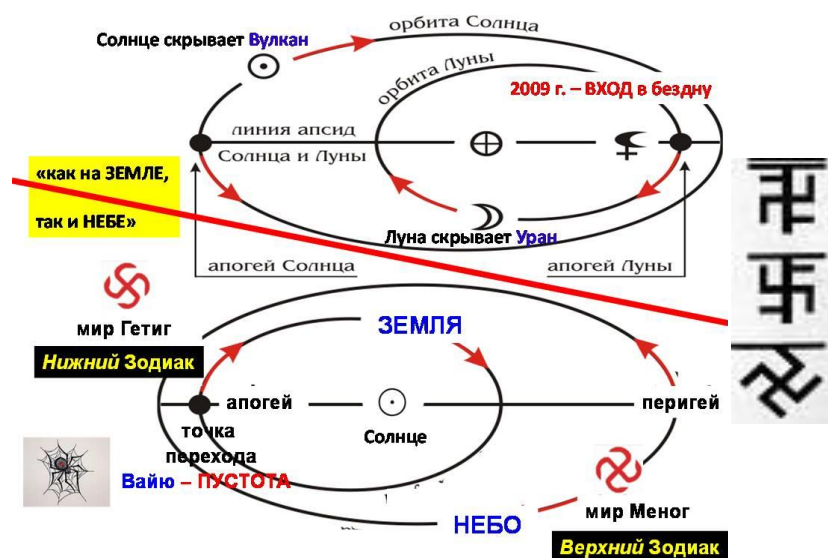 орбита Солнца
Солнце скрывает Вулкан
орбита Луны
2009 г. – ВХОД в бездну
линия апсид
Солнца и Луны
«как на ЗЕМЛЕ,
так и НЕБЕ»
Луна скрывает Уран
апогей Солнца
апогей Луны
мир Гетиг
Нижний Зодиак
ЗЕМЛЯ
апогей
перигей
точка
перехода
Солнце
Вайю – ПУСТОТА
НЕБО
мир Меног
Верхний Зодиак